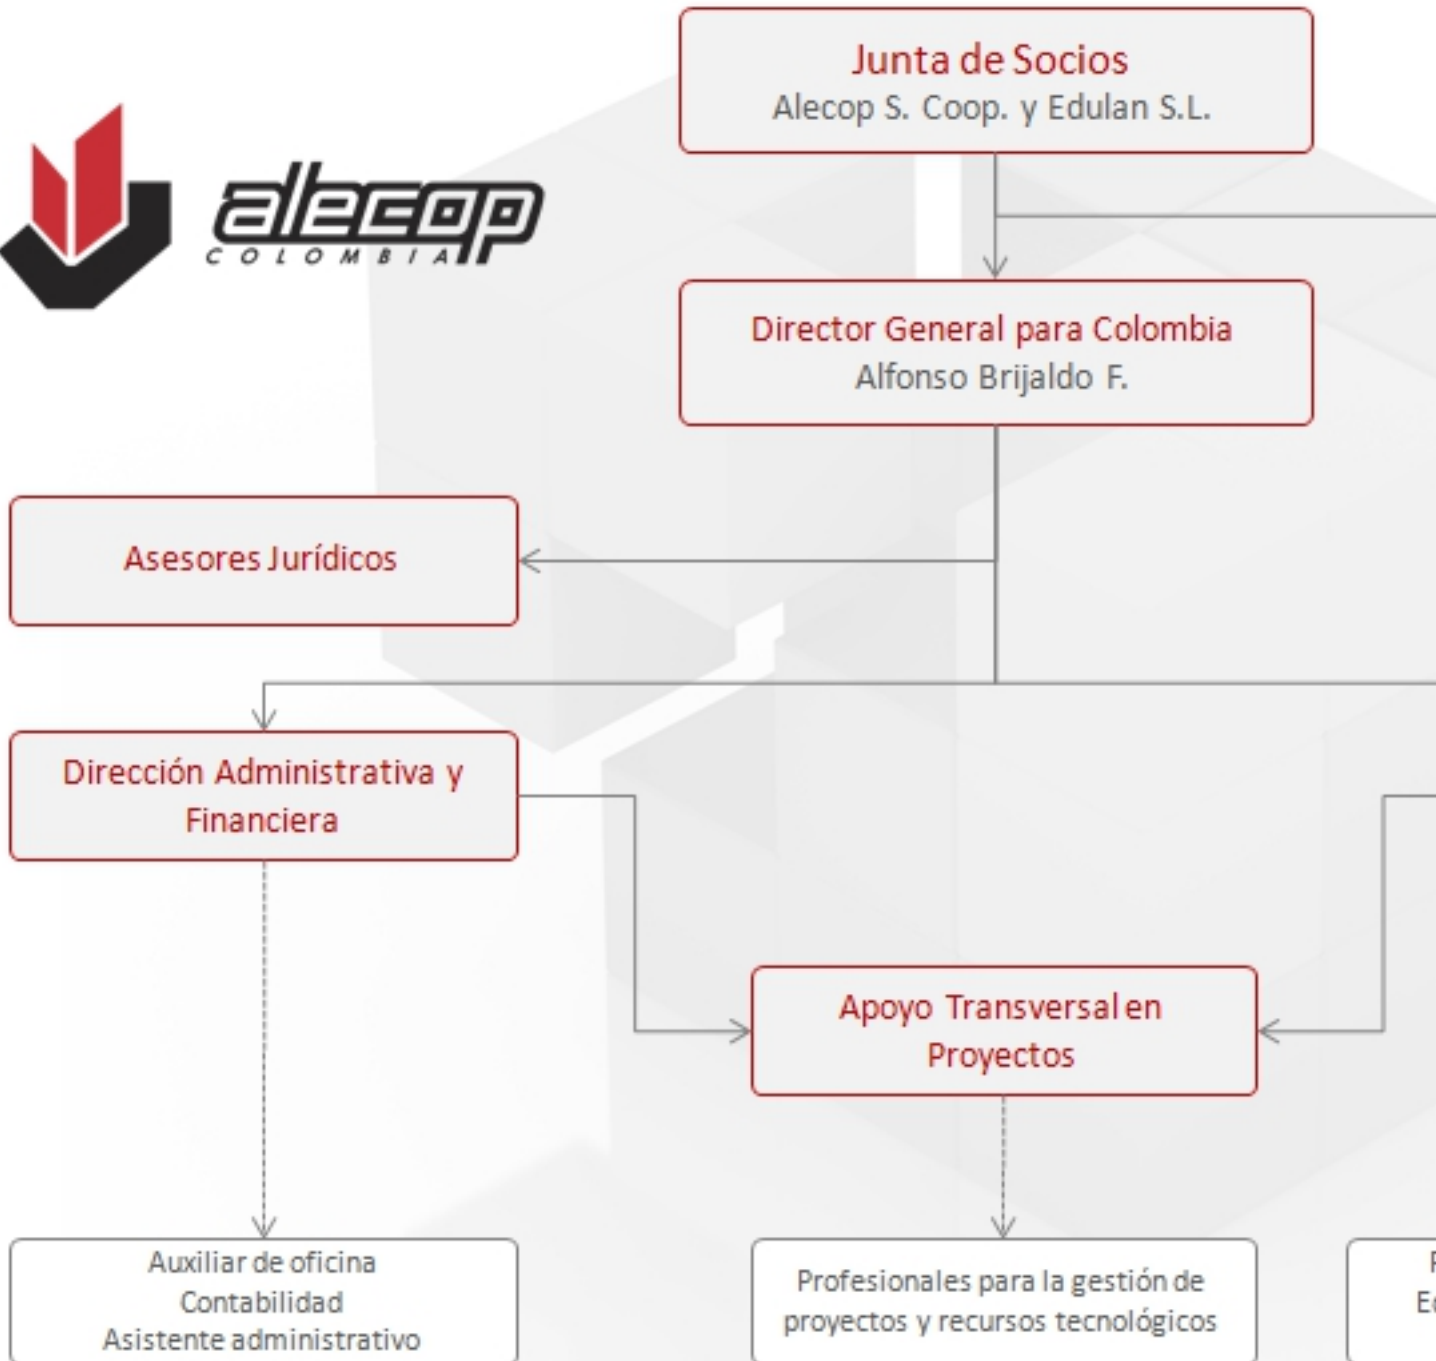 Junta de Socios
Alecop S. Coop. y Edulan S.L.
alecop
COLOMBIA
Director General para Colombia
Alfonso Brijaldo F.
Asesores Jurídicos
Dirección Administrativa y
Financiera
Apoyo Transversal en
Proyectos
Auxiliar de oficina
Contabilidad
Asistente administrativo
Profesionales para la gestión de
proyectos y recursos tecnológicos